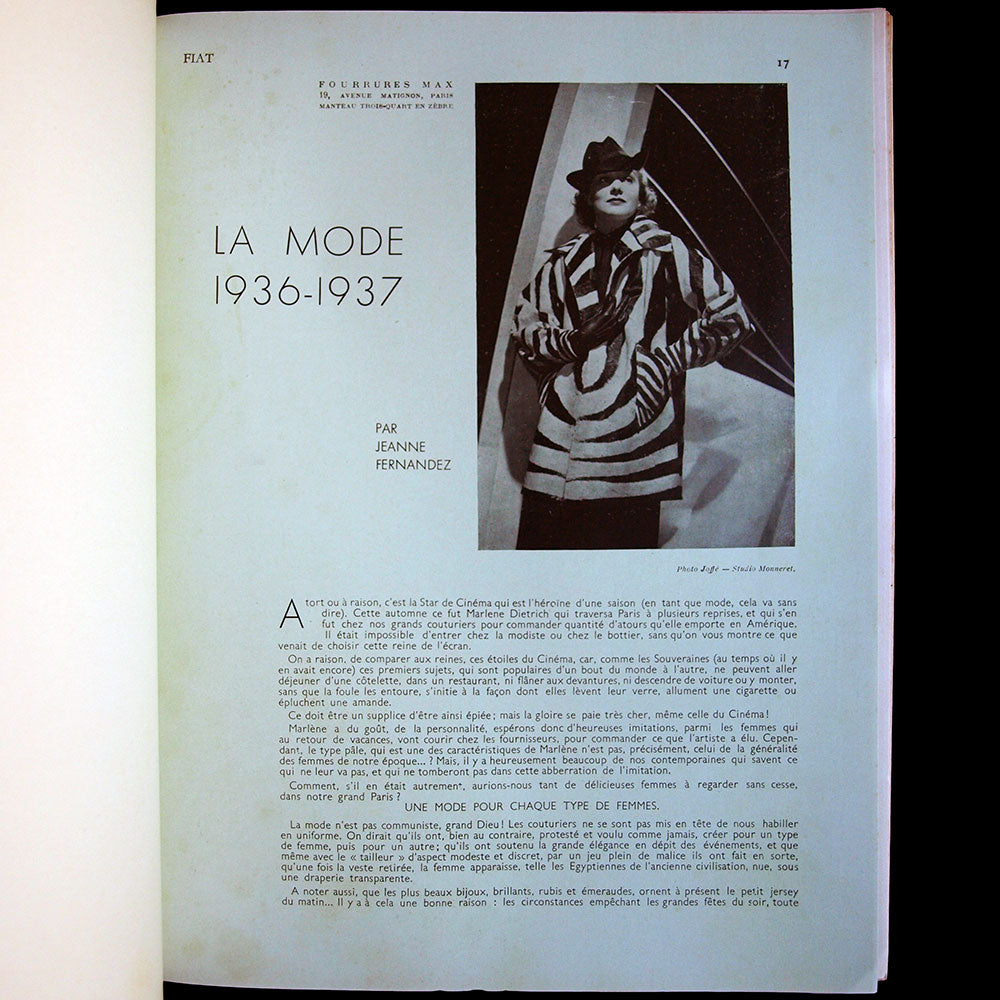 FIAT
17
FOURRURES MAX
19, AVENUE MATIGNON, PARIS
MANTEAU TROIS-QUART EN ZÈBRE
LA MODE
1936-1937
PAR
JEANNE
FERNANDEZ
Photo Joffé — Studio Monneret.
A tort ou à raison, c'est la Star de Cinéma qui est l'héroïne d'une saison (en tant que mode, cela va sans
dire). Cette automne ce fut Marlene Dietrich qui traversa Paris à plusieurs reprises, et qui s'en
fut chez nos grands couturiers pour commander quantité d'atours qu'elle emporte en Amérique.
Il était impossible d'entrer chez la modiste ou chez le bottier, sans qu'on vous montre ce que
venait de choisir cette reine de l'écran.
On a raison, de comparer aux reines, ces étoiles du Cinéma, car, comme les Souveraines (au temps où il y
en avait encore) ces premiers sujets, qui sont populaires d'un bout du monde à l'autre, ne peuvent aller
déjeuner d'une côtelette, dans un restaurant, ni flâner aux devantures, ni descendre de voiture ou y monter,
sans que la foule les entoure, s'initie à la façon dont elles lèvent leur verre, allument une cigarette ou
épluchent une amande.
Ce doit être un supplice d'être ainsi épiée; mais la gloire se paie très cher, même celle du Cinéma!
Marlène a du goût, de la personnalité, espérons donc d'heureuses imitations, parmi les femmes qui
au retour de vacances, vont courir chez les fournisseurs, pour commander ce que l'artiste a élu. Cepen-
dant, le type pâle, qui est une des caractéristiques de Marlène n'est pas, précisément, celui de la généralité
des femmes de notre époque...? Mais, il y a heureusement beaucoup de nos contemporaines qui savent ce
qui ne leur va pas, et qui ne tomberont pas dans cette abberration de l'imitation.
Comment, s'il en était autrement, aurions-nous tant de délicieuses femmes à regarder sans cesse,
dans notre grand Paris?
UNE MODE POUR CHAQUE TYPE DE FEMMES.
La mode n'est pas communiste, grand Dieu! Les couturiers ne se sont pas mis en tête de nous habiller
en uniforme. On dirait qu'ils ont, bien au contraire, protesté et voulu comme jamais, créer pour un type
de femme, puis pour un autre; qu'ils ont soutenu la grande élégance en dépit des événements, et que
même avec le « tailleur » d'aspect modeste et discret, par un jeu plein de malice ils ont fait en sorte,
qu'une fois la veste retirée, la femme apparaisse, telle les Egyptiennes de l'ancienne civilisation, nue, sous
une draperie transparente.
A noter aussi, que les plus beaux bijoux, brillants, rubis et émeraudes, ornent à présent le petit jersey
du matin... Il y a à cela une bonne raison : les circonstances empêchant les grandes fêtes du soir, toute